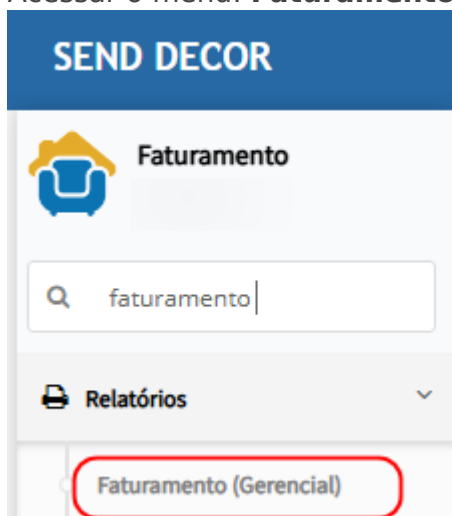 Acessar o menu: Faturamento
SEND DECOR
Faturamento
faturamento
Relatórios
Faturamento (Gerencial)